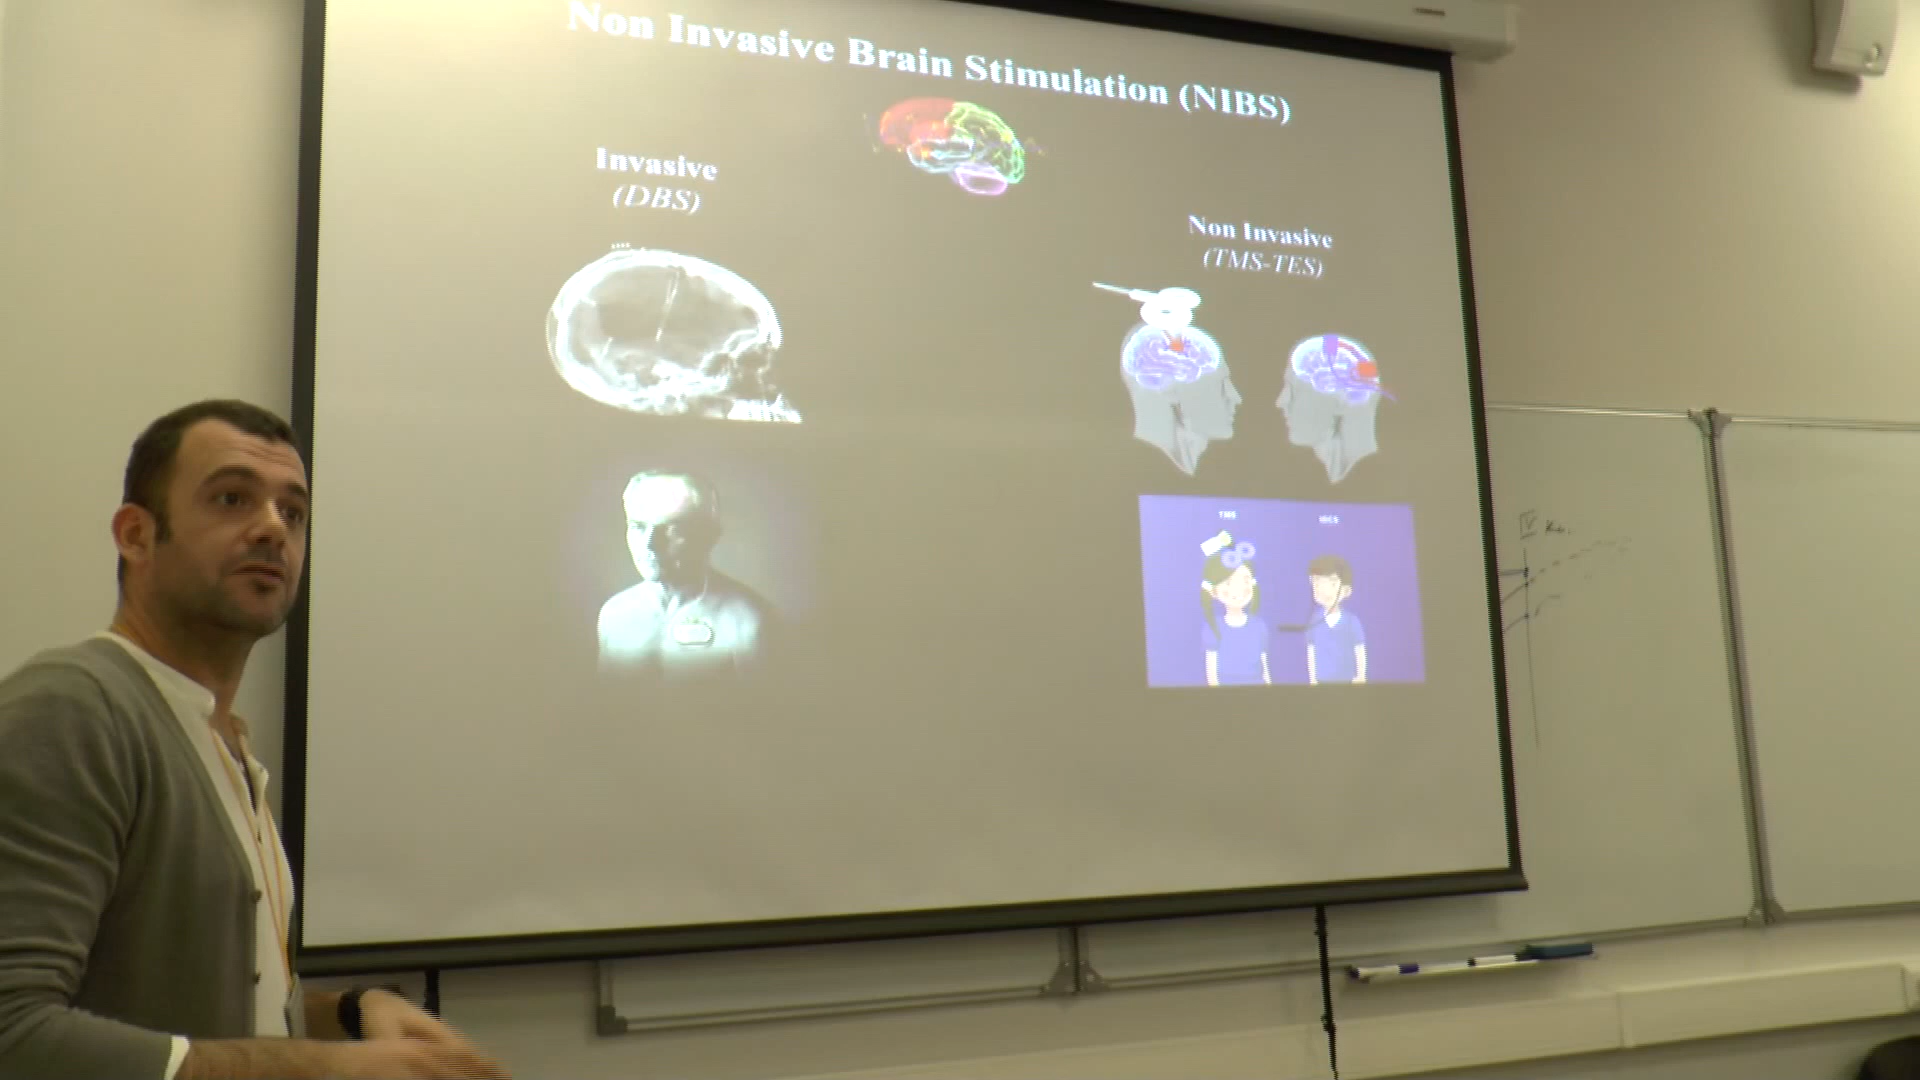 Non Invasive Brain Stimulation (NIBS)
Invasive
(DBS)
Non Invasive
(TMS-TES)
TMS